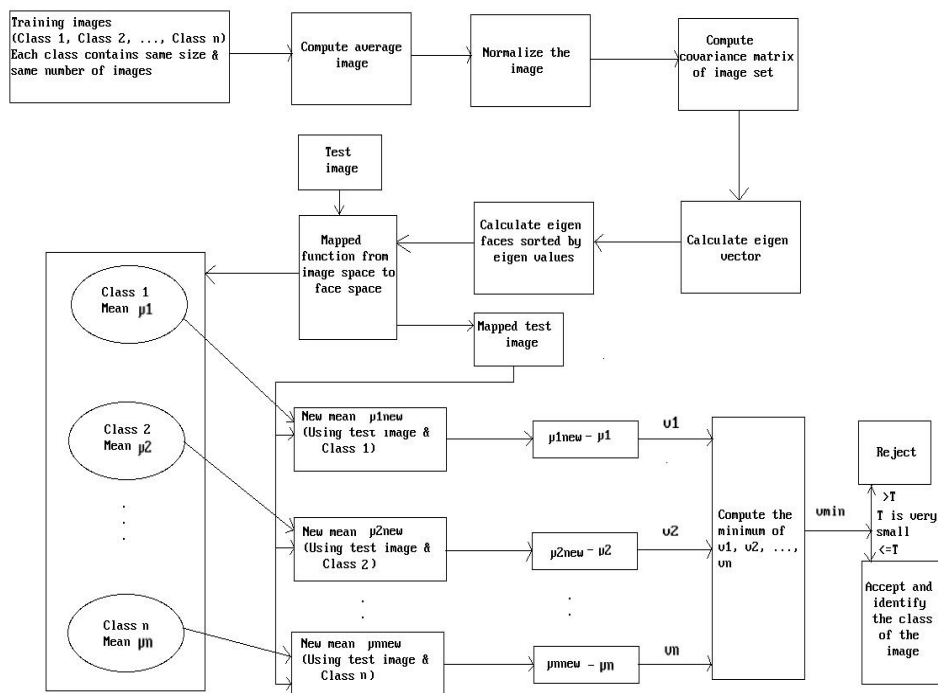 Training images
(Class 1, Class 2, ..., Class n)
Each class contains same size &
same number of images
Compute average
image
Normalize the
image
Compute
covariance matrix
of image set
Test
image
Mapped
function from
image space to
face space
Calculate eigen
faces sorted by
eigen values
Calculate eigen
vector
Class 1
Mean μ1
Mapped test
image
Class 2
Mean μ2
New mean μ1new
(Using test image &
Class 1)
μ1new - μ1
υ1
Reject
>T
T is very
small
<=T
New mean μ2new
(Using test image &
Class 2)
μ2new - μ2
υ2
Compute the
minimum of
υ1, υ2, ...,
υn
υmin
Accept and
identify
the class
of the
image
Class n
Mean μn
New mean μnnew
(Using test image &
Class n)
μnnew - μn
υn